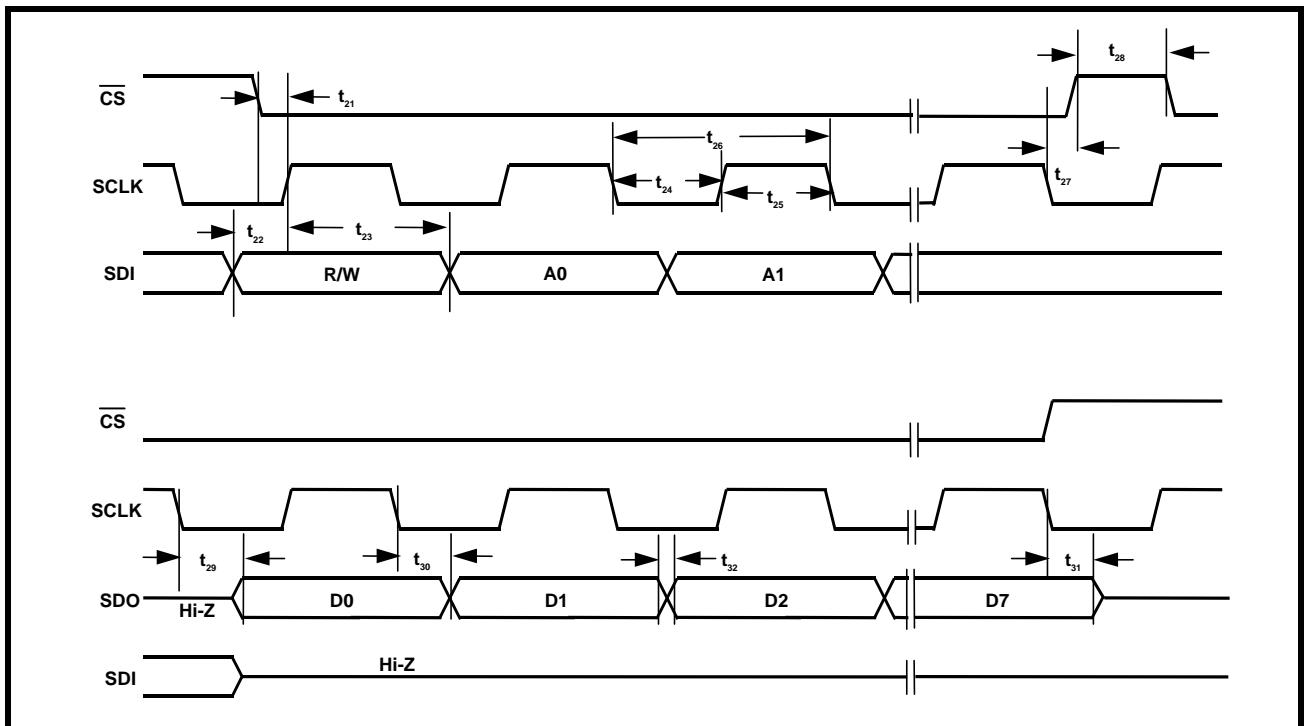 t28
CS
t21
t26
SCLK
t24
t25
t27
t22
t23
SDI
R/W
A0
A1
CS
SCLK
t29
t30
t32
t31
SDO
Hi-Z
D0
D1
D2
D7
Hi-Z
SDI